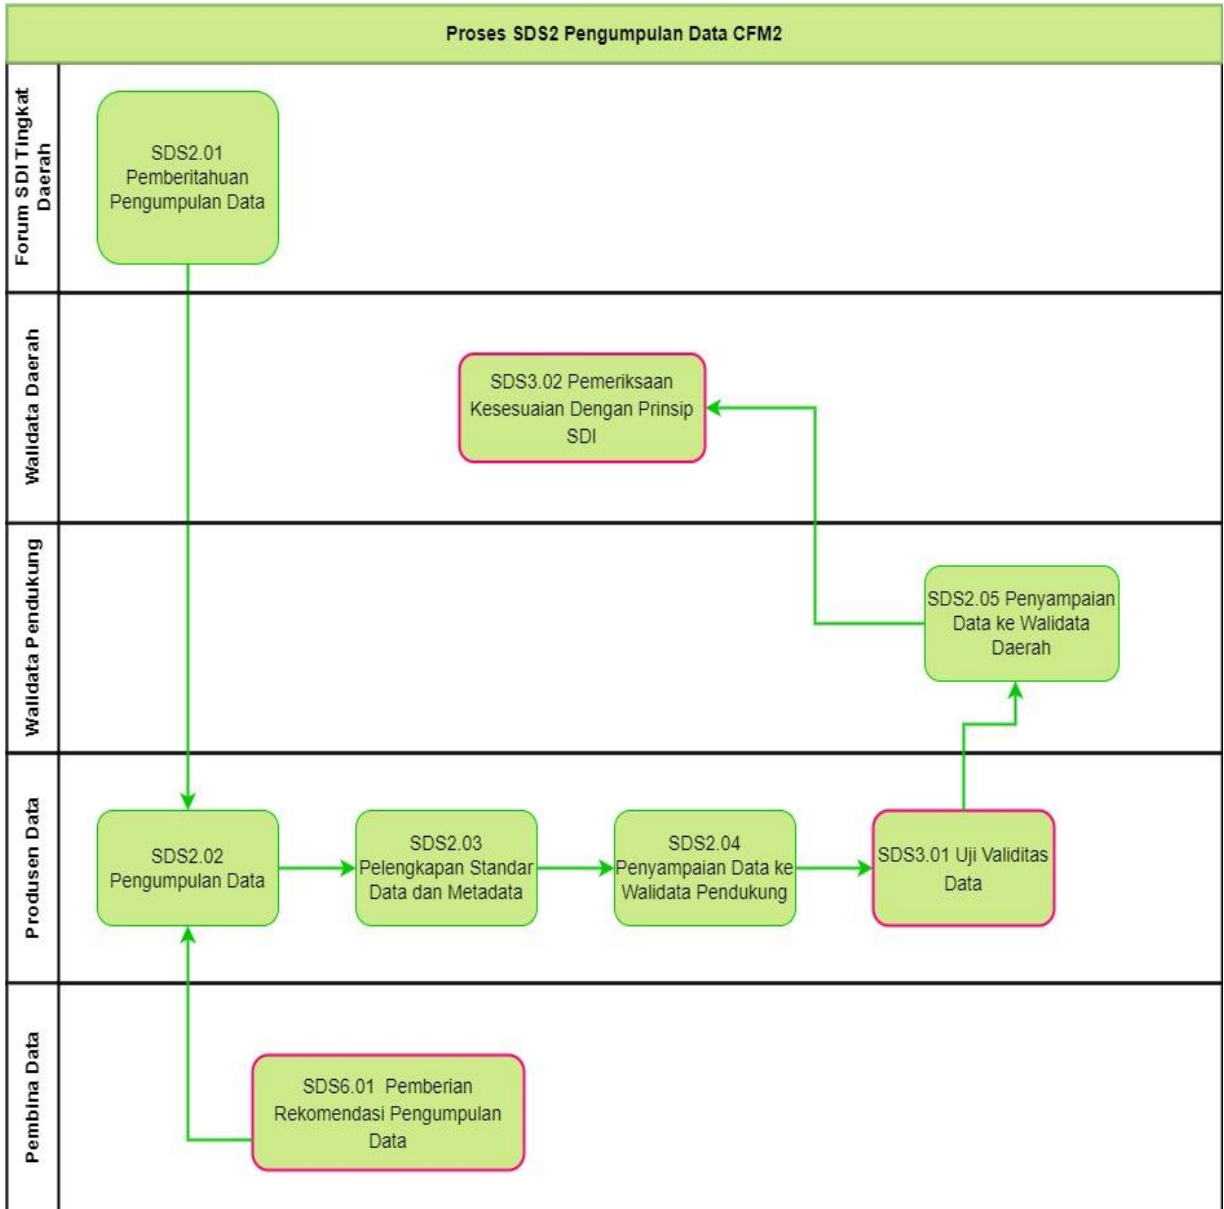 Proses SDS2 Pengumpulan Data CFM2
Forum SDI Tingkat
Daerah
SDS2.01
Pemberitahuan
Pengumpulan Data
Walidata Daerah
SDS3.02 Pemeriksaan
Kesesuaian Dengan Prinsip
SDI
Walidata Pendukung
SDS2.05 Penyampaian
Data ke Walidata
Daerah
Produsen Data
SDS2.02
Pengumpulan Data
SDS2.03
Pelengkapan Standar
Data dan Metadata
SDS2.04
Penyampaian Data ke
Walidata Pendukung
SDS3.01 Uji Validitas
Data
Pembina Data
SDS6.01 Pemberian
Rekomendasi Pengumpulan
Data